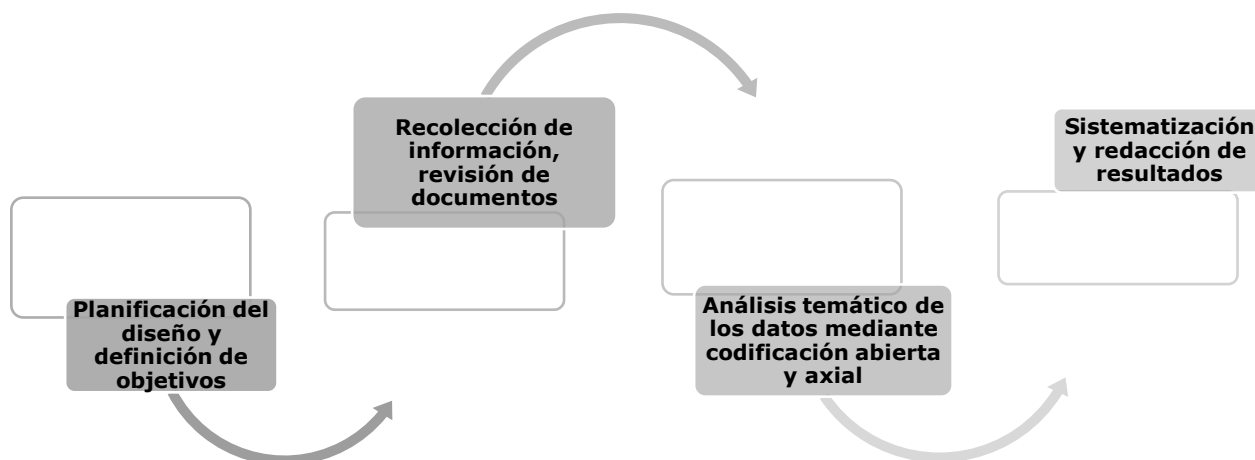 Planificación del
diseño y
definición de
objetivos
Recolección de
información,
revisión de
documentos
Análisis temático de
los datos mediante
codificación abierta
y axial
Sistematización
y redacción de
resultados